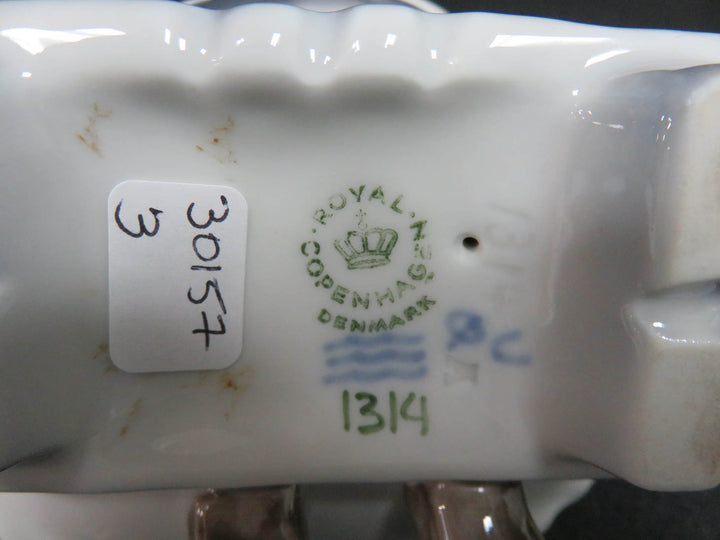 30157
3
ROYAL
COPENHAGEN
DENMARK
1314